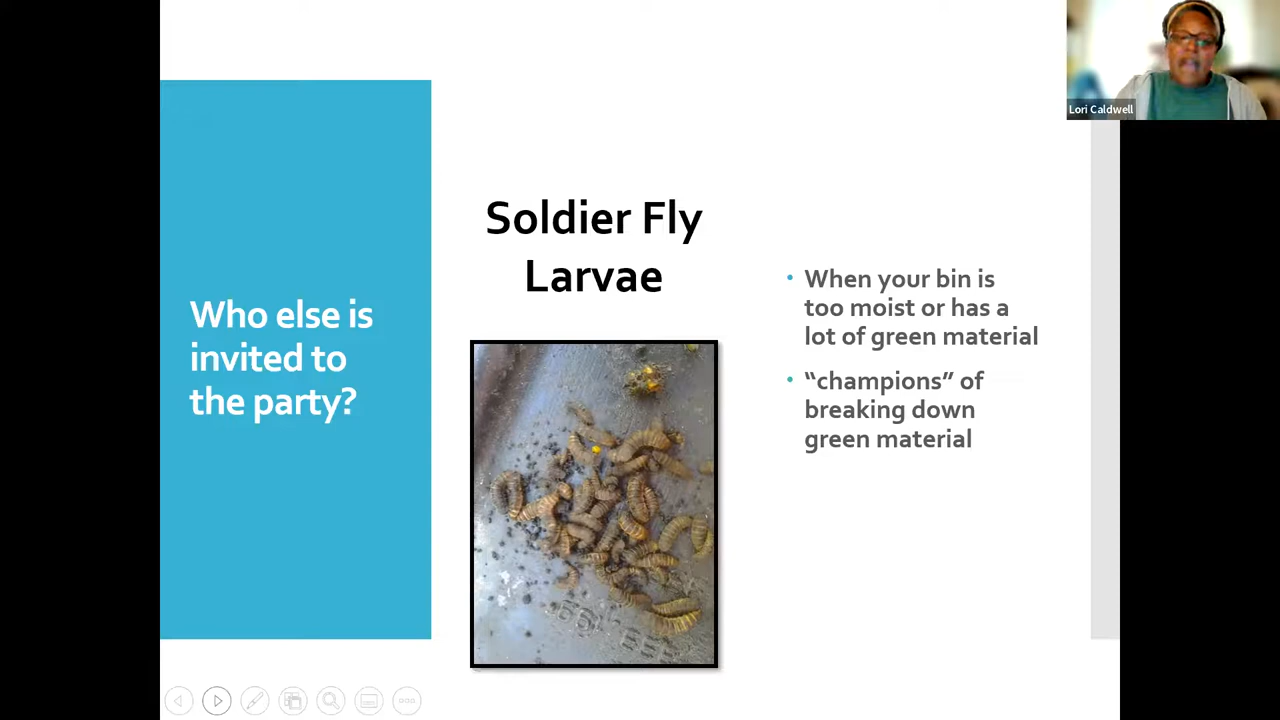 Lori Caldwell
Who else is
invited to
the party?
Soldier Fly
Larvae
• When your bin is
too moist or has a
lot of green material
• “champions” of
breaking down
green material